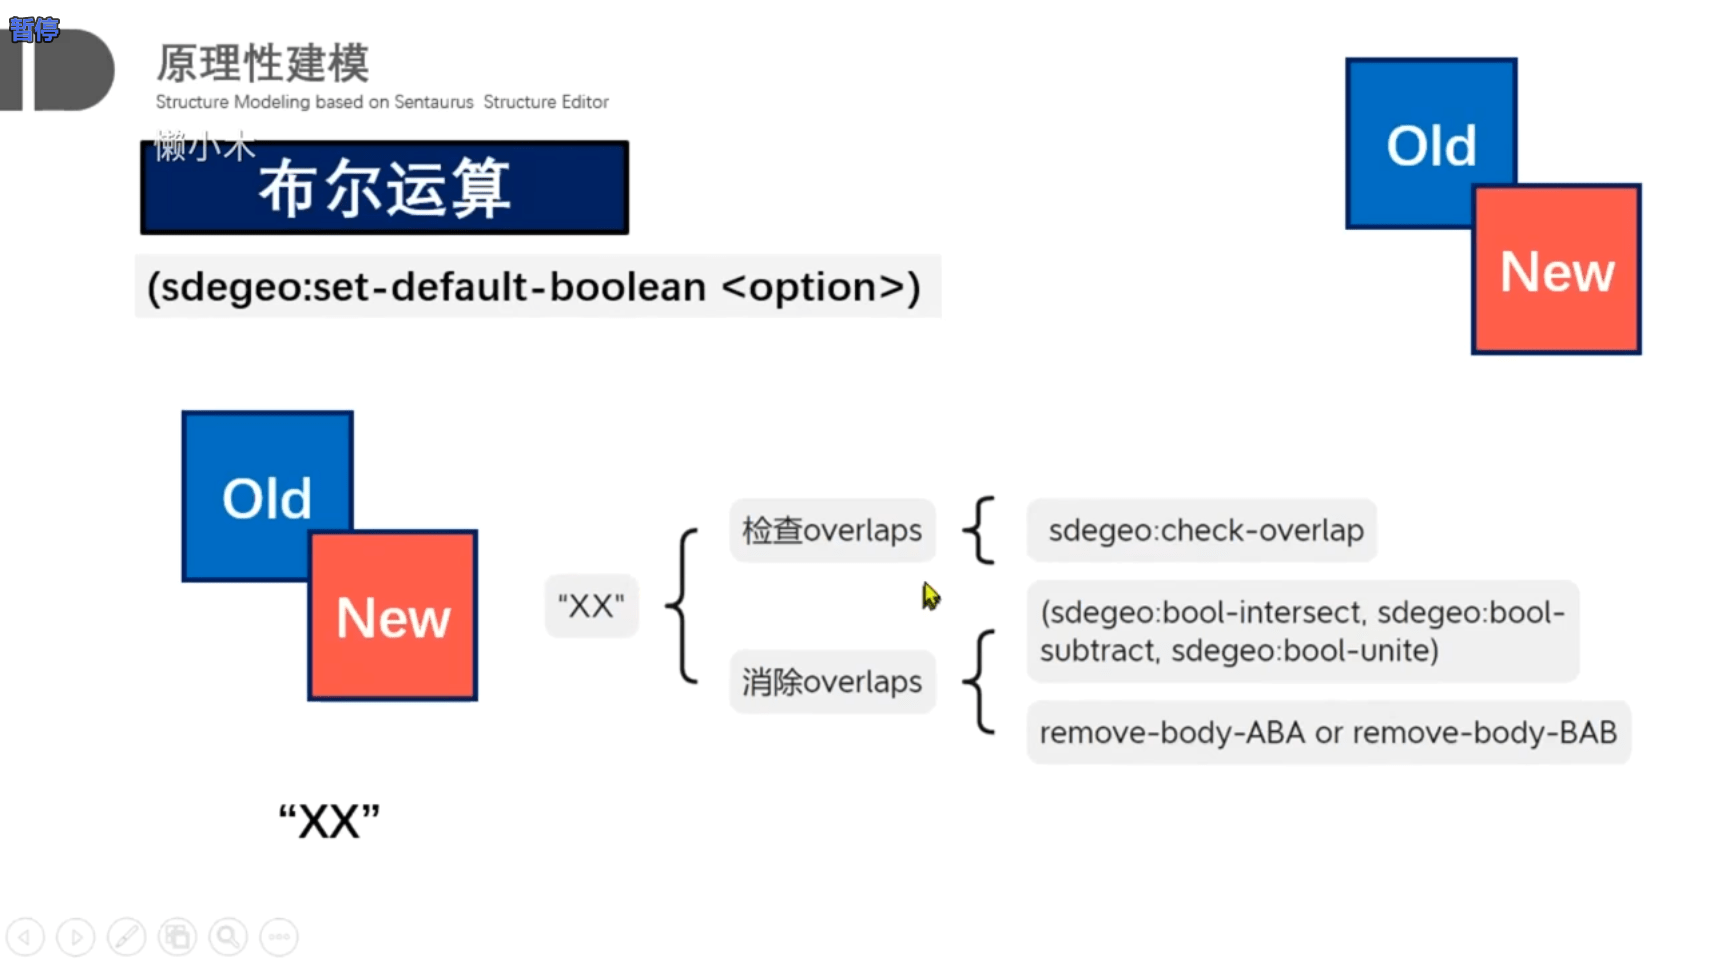 暂停
原理性建模
Structure Modeling based on Sentaurus Structure Editor
懒小木
布尔运算
(sdegeo:set-default-boolean <option>)
Old
New
Old
New
“XX”
“XX”
检查overlaps
sdegeo:check-overlap
消除overlaps
(sdegeo:bool-intersect, sdegeo:bool-
subtract, sdegeo:bool-unite)
remove-body-ABA or remove-body-BAB